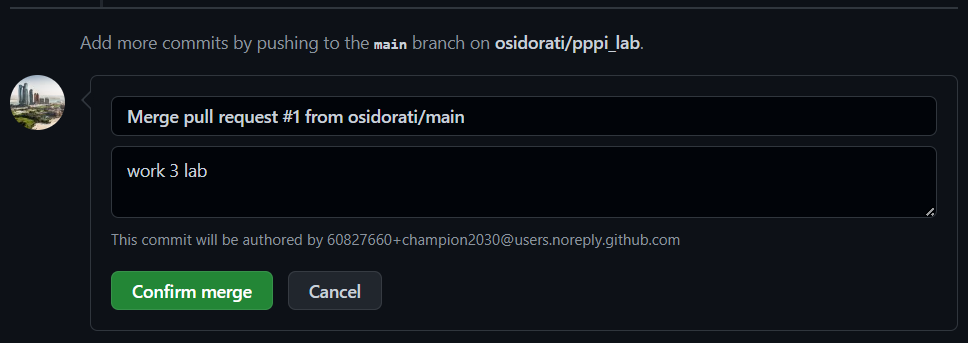 Add more commits by pushing to the main branch on osidorati/pppi_lab.
Merge pull request #1 from osidorati/main
work 3 lab
This commit will be authored by 60827660+champion2030@users.noreply.github.com
Confirm merge Cancel